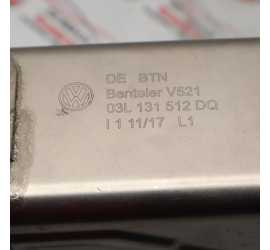 DE BTN
Benteler V521
03L 131 512 DQ
I 1 11/17 L1